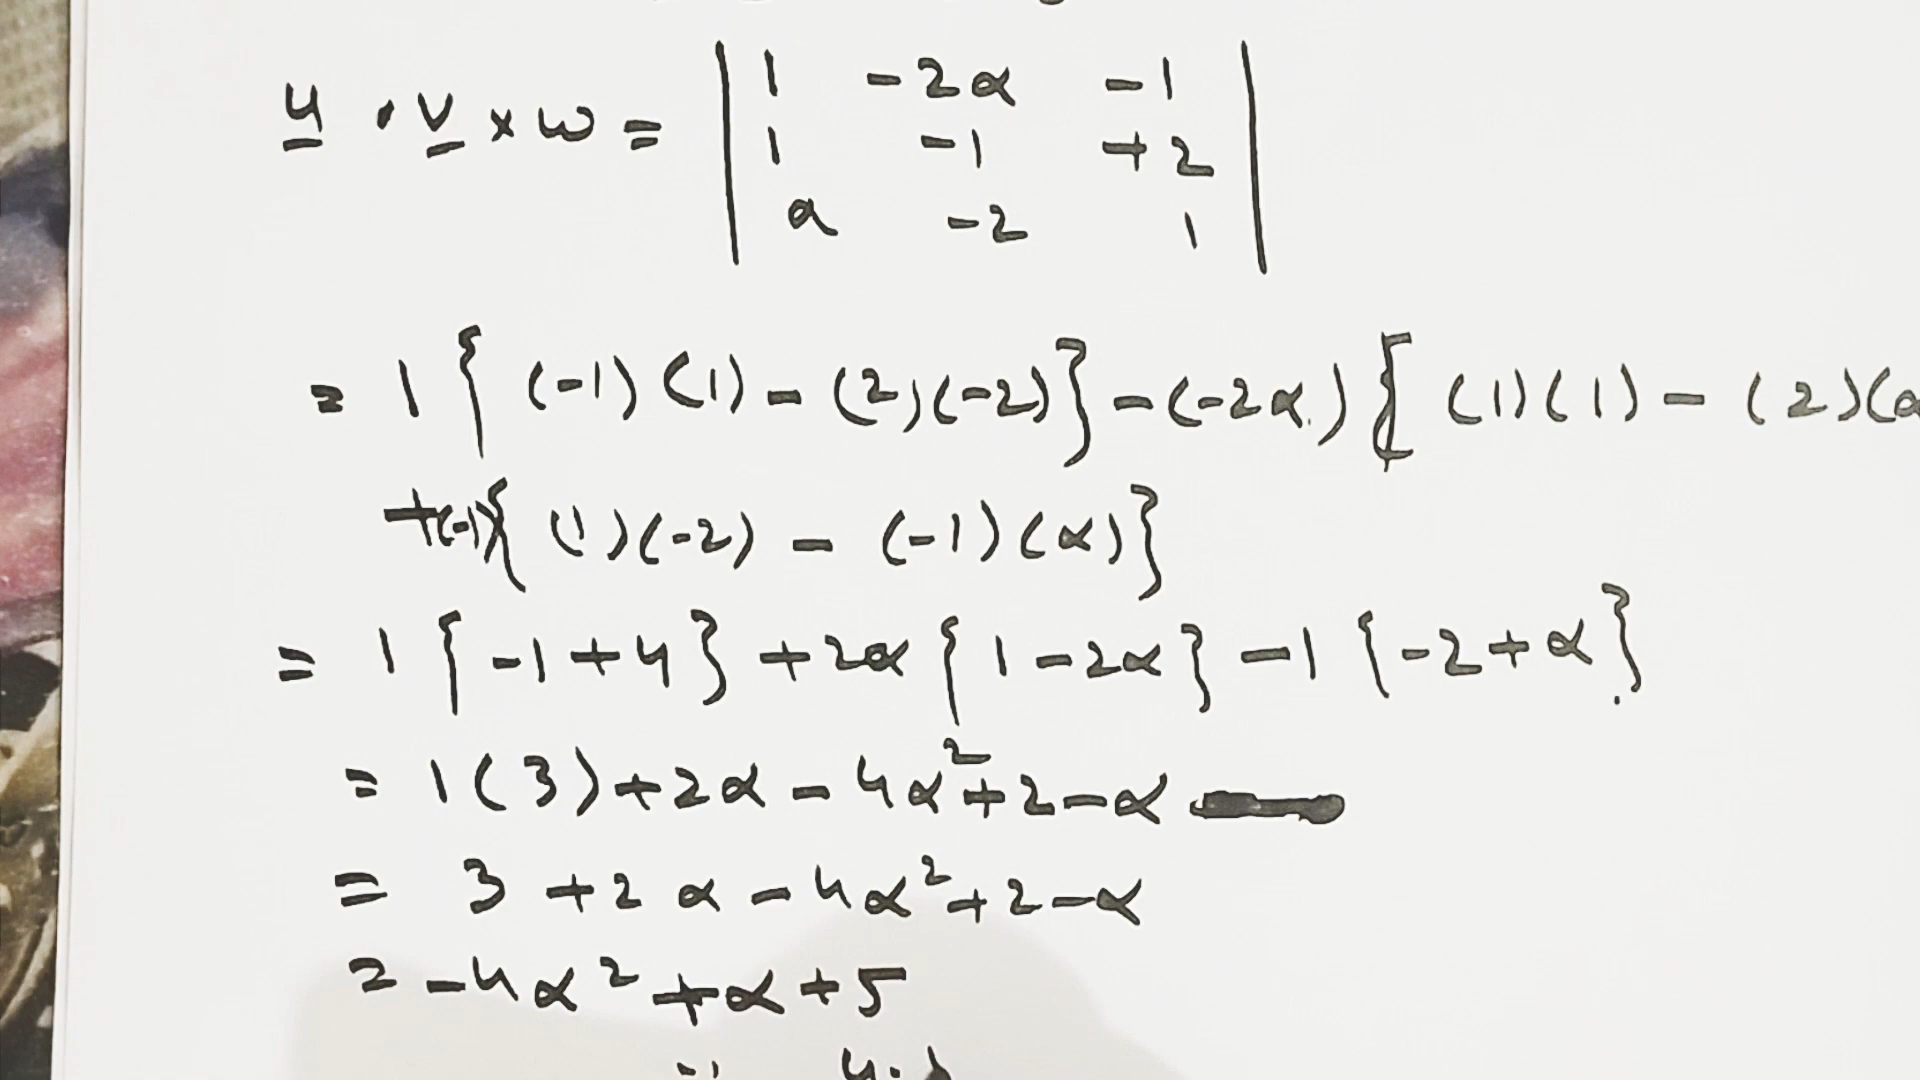 u · v × w = | 1 -2α -1 |
| 1 -1 +2 |
| α -2 1 |
= 1 { (-1) (1) - (2)(-2)} - (-2α) { (1)(1) - (2)(α
+(-1){ (1)(-2) - (-1)(α)}
= 1 { -1+4} +2α { 1-2α} -1 {-2+α}
= 1(3)+2α-4α²+2-α
= 3 +2α-4α²+2-α
= -4α²+α+5